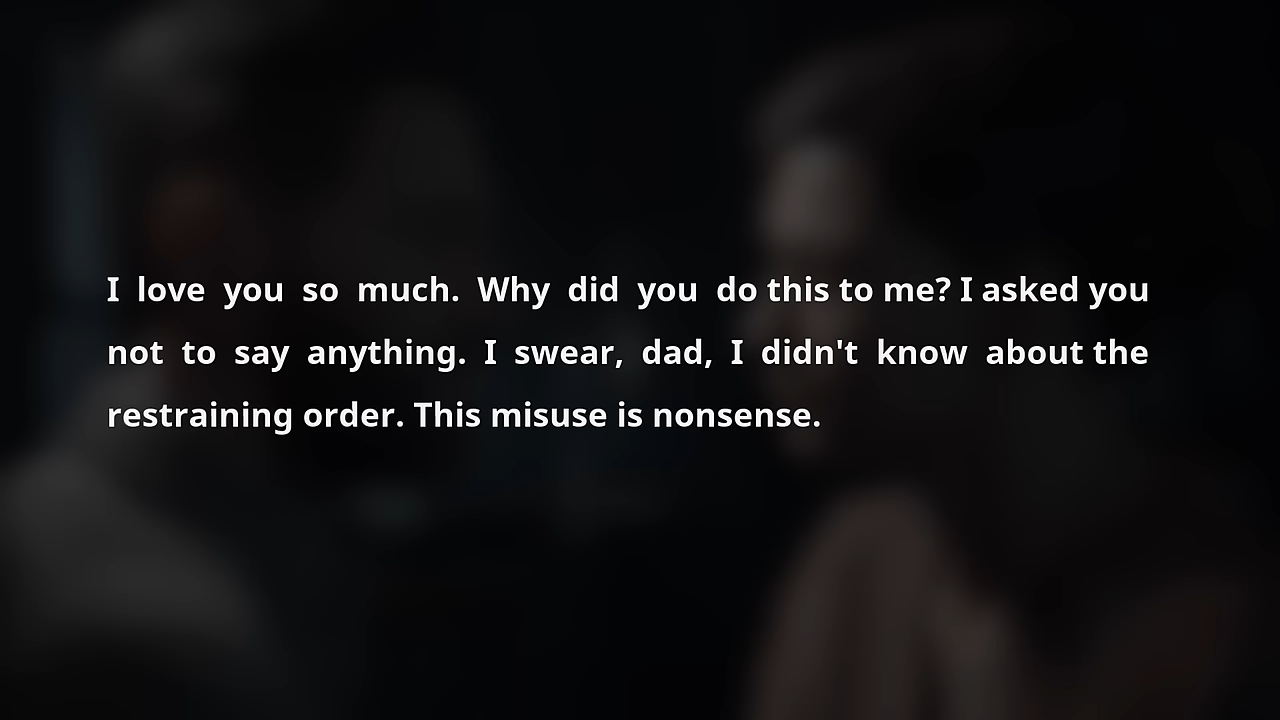 I love you so much. Why did you do this to me? I asked you
not to say anything. I swear, dad, I didn't know about the
restraining order. This misuse is nonsense.